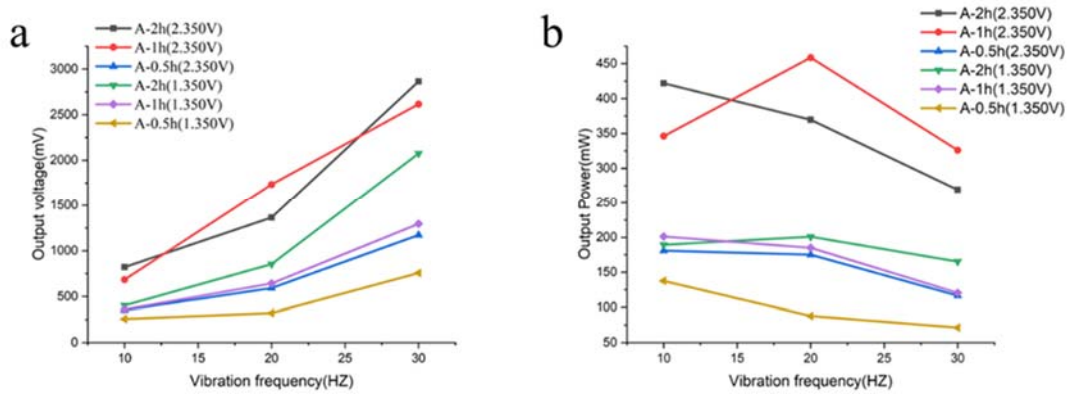 a
A-2h(2.350V)
A-1h(2.350V)
A-0.5h(2.350V)
A-2h(1.350V)
A-1h(1.350V)
A-0.5h(1.350V)
3000
2500
2000
1500
1000
500
0
Output voltage(mV)
10
15
20
25
30
Vibration frequency(HZ)
b
A-2h(2.350V)
A-1h(2.350V)
A-0.5h(2.350V)
A-2h(1.350V)
A-1h(1.350V)
A-0.5h(1.350V)
450
400
350
300
250
200
150
100
50
Output Power(mW)
10
15
20
25
30
Vibration frequency(HZ)